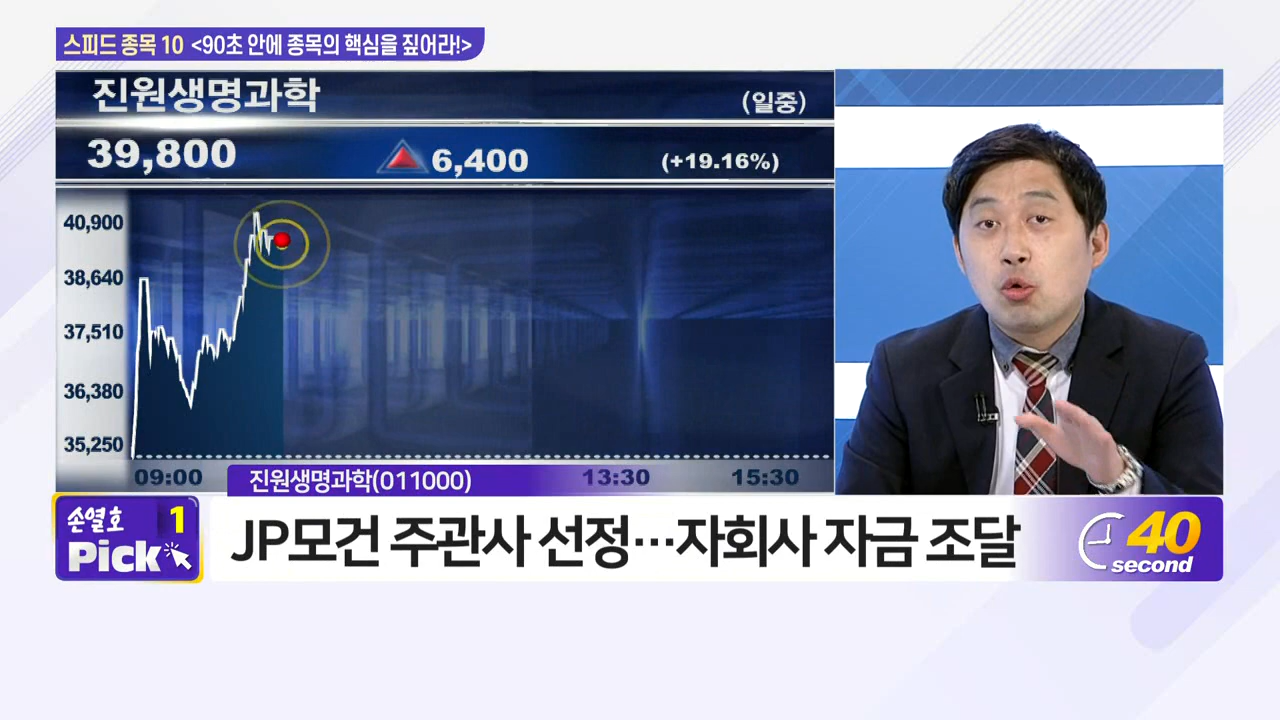 스피드 종목 10 <90초 안에 종목의 핵심을 짚어라!>
진원생명과학 (일중)
39,800 ▲ 6,400 (+19.16%)
40,900
38,640
37,510
36,380
35,250
09:00 13:30 15:30
진원생명과학(011000)
손열호 1
Pick
JP모건 주관사 선정…자회사 자금 조달
40
second